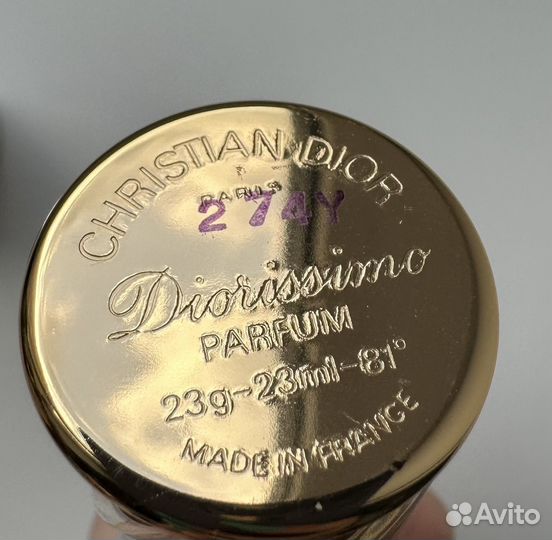 CHRISTIAN DIOR
PARIS
274Y
Diorissimo
PARFUM
23g-23ml-81°
MADE IN FRANCE
Avito